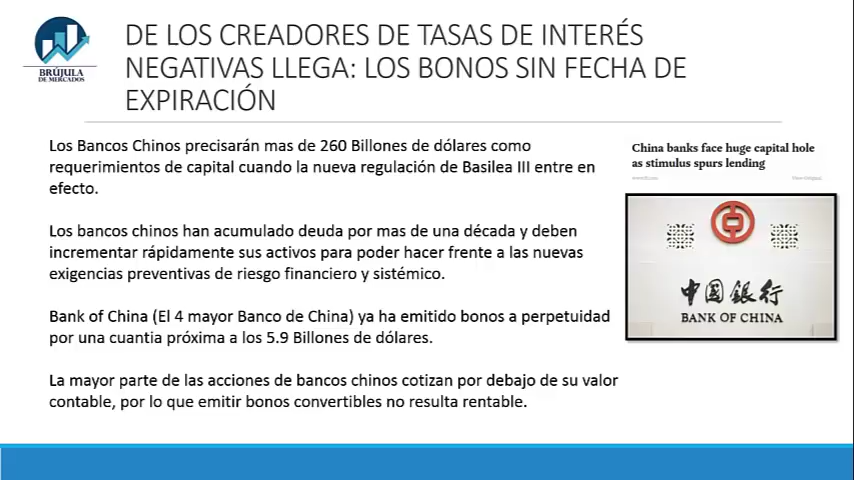 BRÚJULA
DE MERCADOS
DE LOS CREADORES DE TASAS DE INTERÉS
NEGATIVAS LLEGA: LOS BONOS SIN FECHA DE
EXPIRACIÓN
Los Bancos Chinos precisarán mas de 260 Billones de dólares como
requerimientos de capital cuando la nueva regulación de Basilea III entre en
efecto.
Los bancos chinos han acumulado deuda por mas de una década y deben
incrementar rápidamente sus activos para poder hacer frente a las nuevas
exigencias preventivas de riesgo financiero y sistémico.
Bank of China (El 4 mayor Banco de China) ya ha emitido bonos a perpetuidad
por una cuantia próxima a los 5.9 Billones de dólares.
La mayor parte de las acciones de bancos chinos cotizan por debajo de su valor
contable, por lo que emitir bonos convertibles no resulta rentable.
China banks face huge capital hole
as stimulus spurs lending
中國銀行
BANK OF CHINA